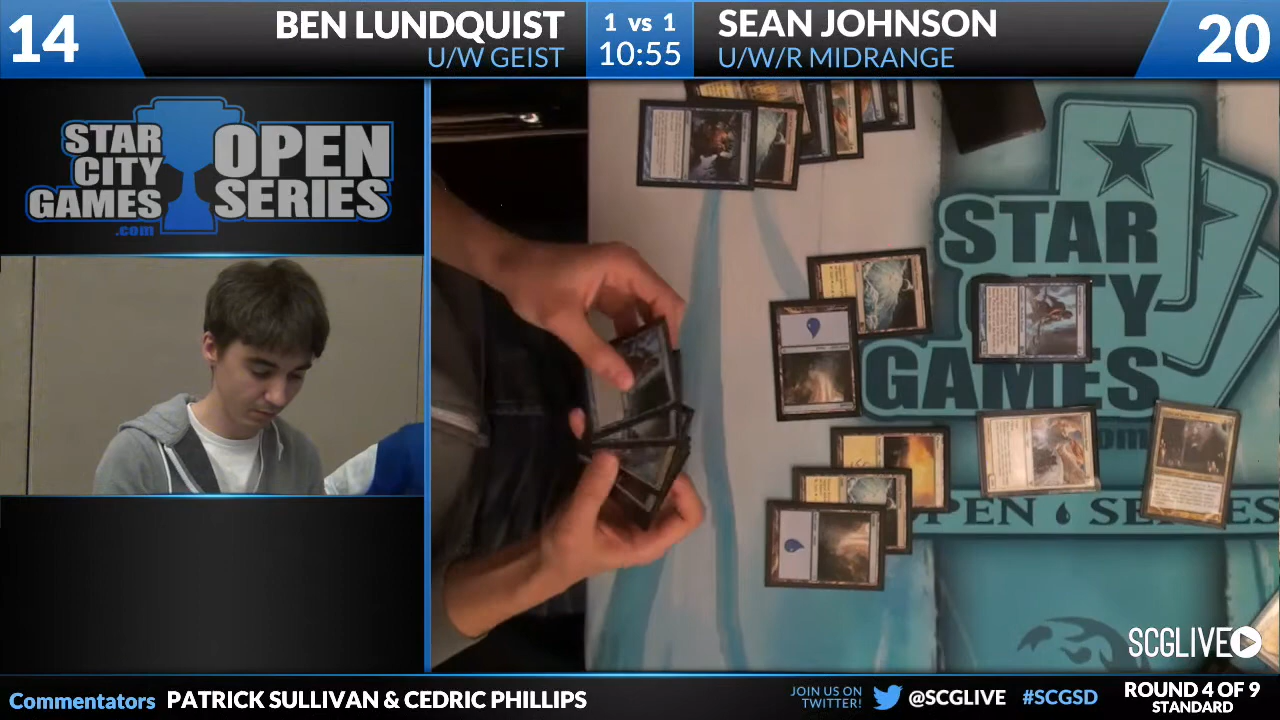 14
BEN LUNDQUIST
U/W GEIST
1 vs 1
10:55
SEAN JOHNSON
U/W/R MIDRANGE
20
STAR
CITY
GAMES
.com
OPEN
SERIES
STAR
CITY
GAMES
.com
OPEN SERIES
SCGLIVE
Commentators PATRICK SULLIVAN & CEDRIC PHILLIPS
JOIN US ON
TWITTER!
@SCGLIVE #SCGSD
ROUND 4 OF 9
STANDARD